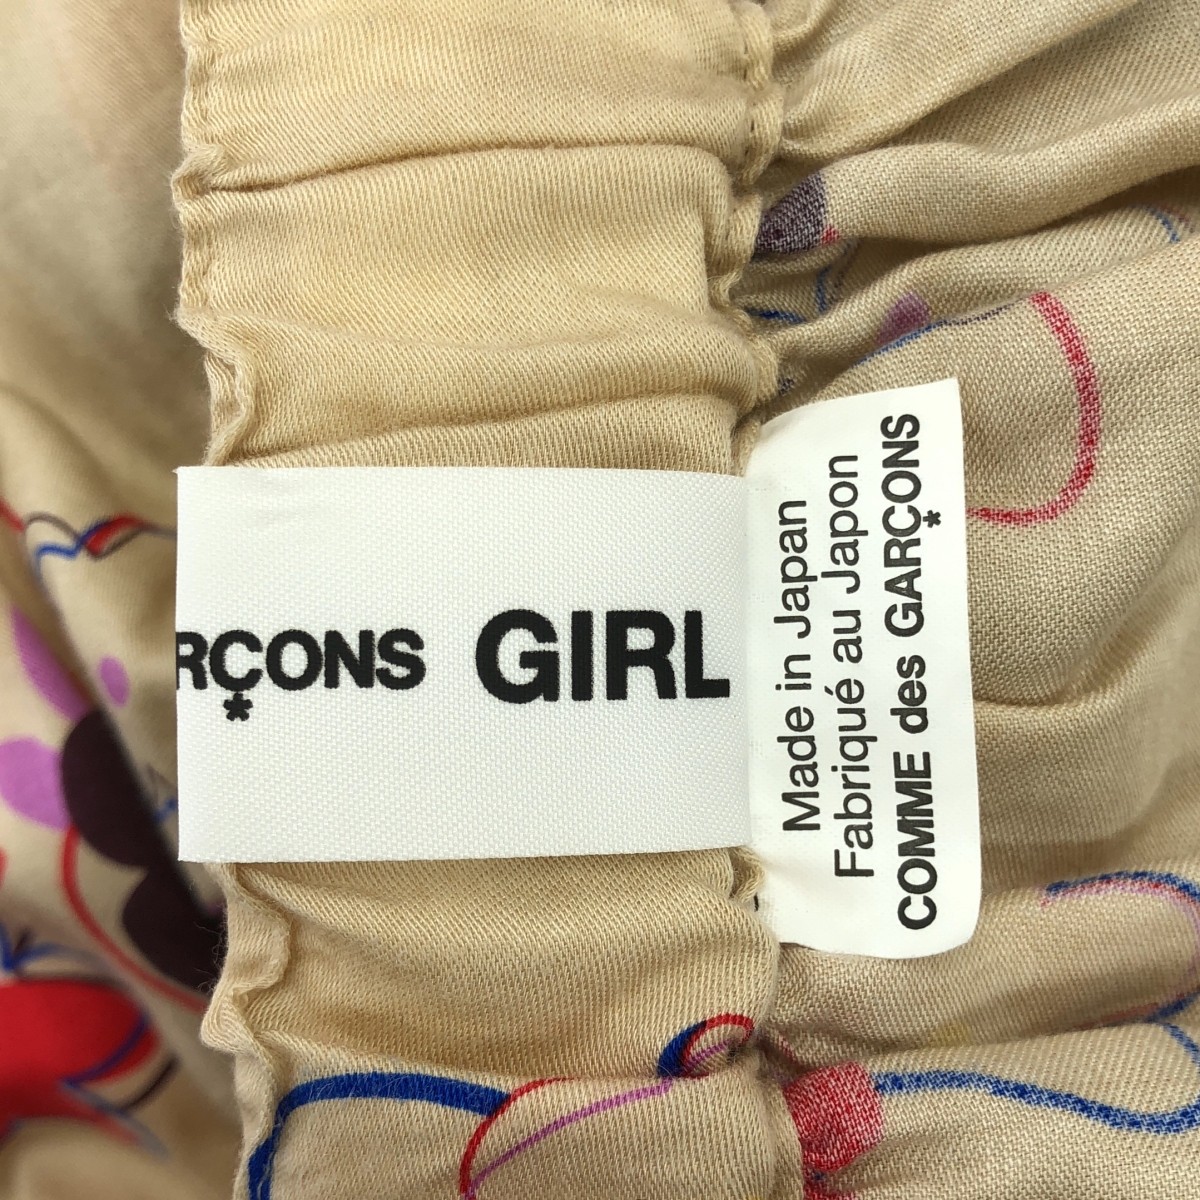 RÇONS GIRL
Made in Japan
Fabriqué au Japon
COMME des GARÇONS